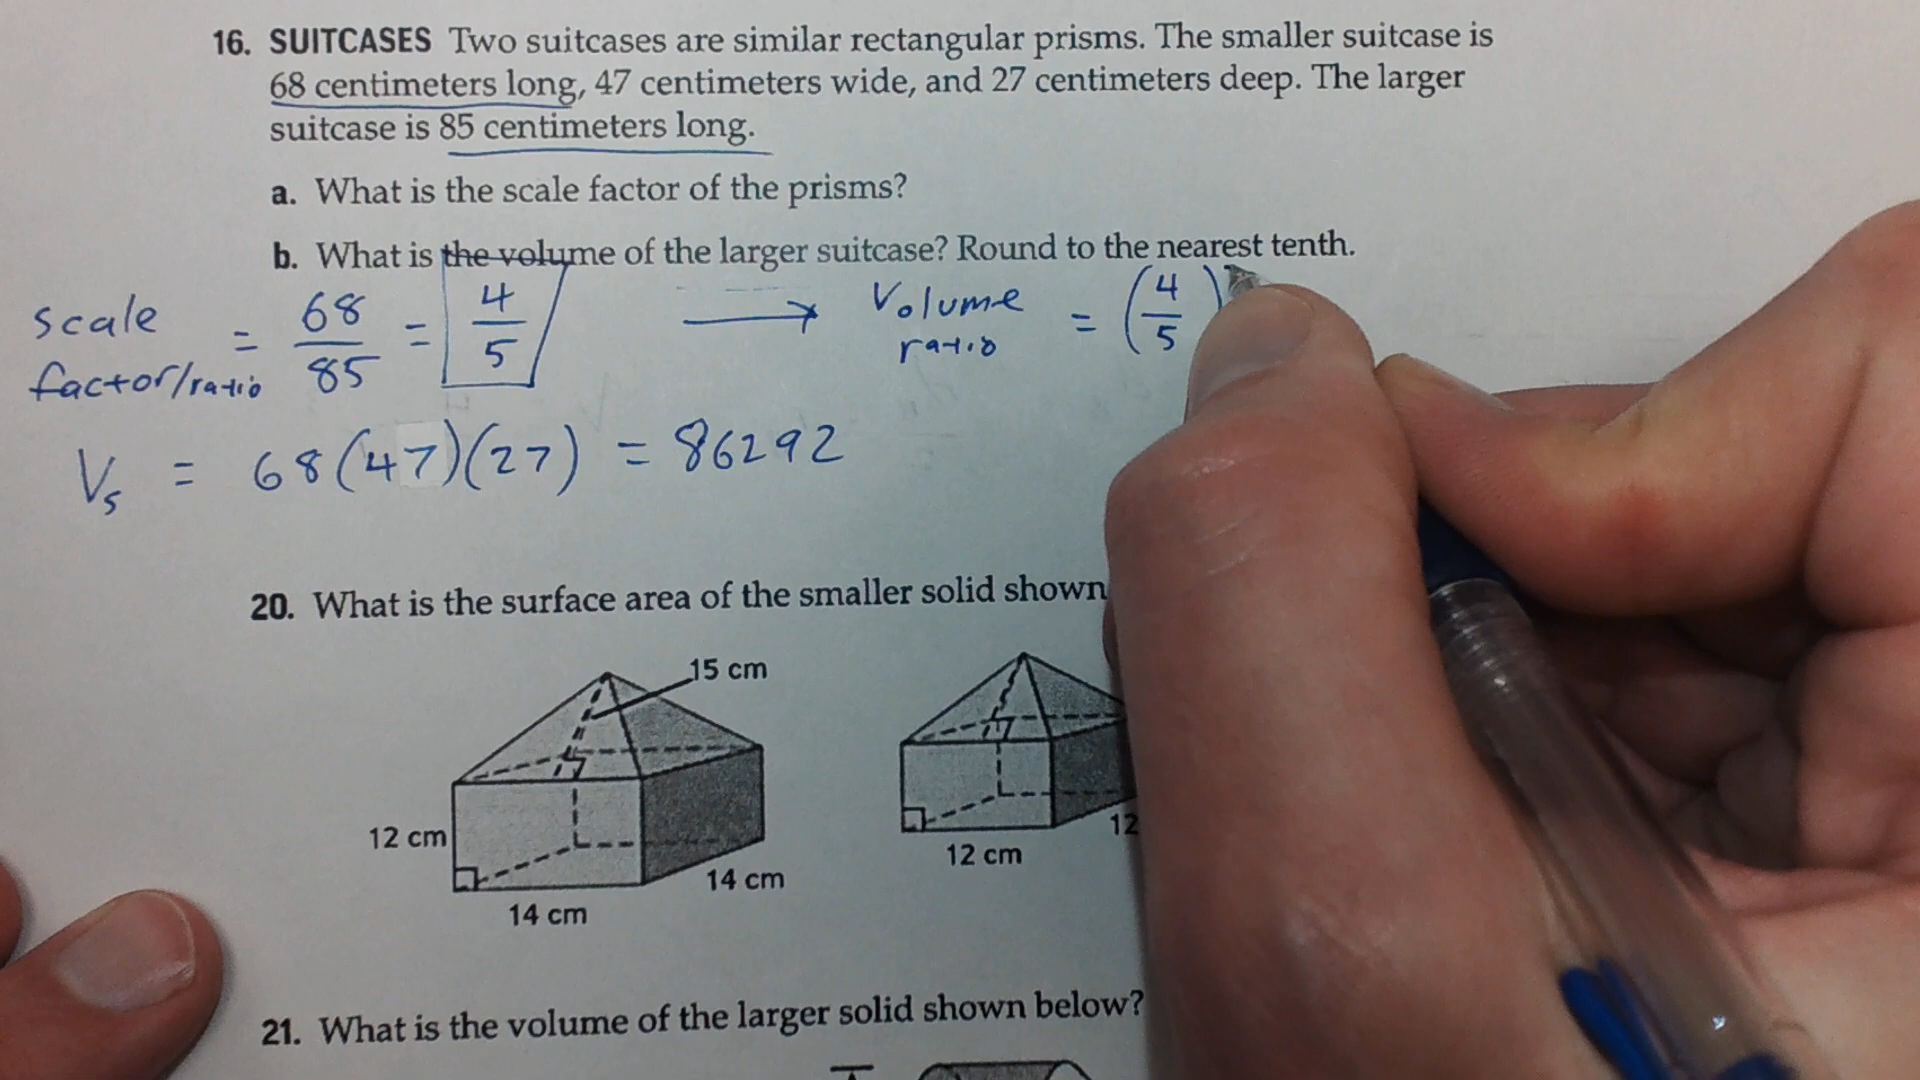 16. SUITCASES Two suitcases are similar rectangular prisms. The smaller suitcase is
68 centimeters long, 47 centimeters wide, and 27 centimeters deep. The larger
suitcase is 85 centimeters long.
a. What is the scale factor of the prisms?
b. What is the volume of the larger suitcase? Round to the nearest tenth.
scale factor/ratio = 68/85 = 4/5 → Volume ratio = (4/5)
Vs = 68(47)(27) = 86292
20. What is the surface area of the smaller solid shown
15 cm
12 cm
14 cm
14 cm
12 cm
12
21. What is the volume of the larger solid shown below?